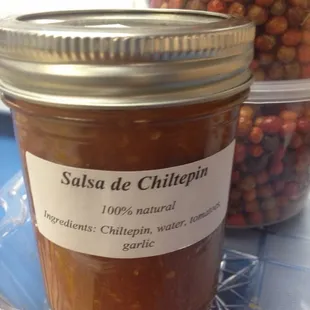 Salsa de Chiltepin
100% natural
Ingredients: Chiltepin, water, tomatoes
garlic